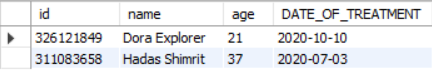 id name age DATE_OF_TREATMENT
326121849 Dora Explorer 21 2020-10-10
311083658 Hadas Shimrit 37 2020-07-03